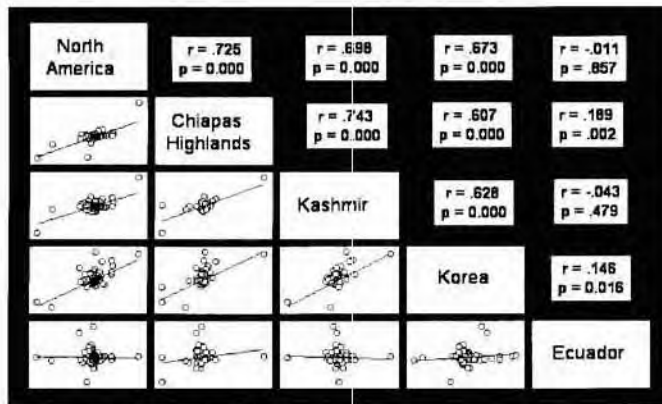 North
America
r = .725
p = 0.000
r = .698
p = 0.000
r = .673
p = 0.000
r = -.011
p = .857
Chiapas
Highlands
r = .743
p = 0.000
r = .607
p = 0.000
r = .189
p = .002
Kashmir
r = .628
p = 0.000
r = -.043
p = .479
Korea
r = .146
p = 0.016
Ecuador